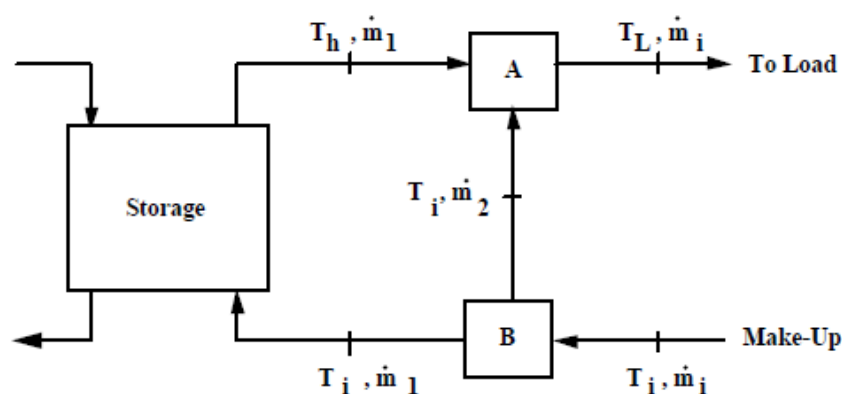 T_h , ṁ_1
T_L , ṁ_i
A
To Load
Storage
T_i , ṁ_2
B
Make-Up
T_i , ṁ_1
T_i , ṁ_i